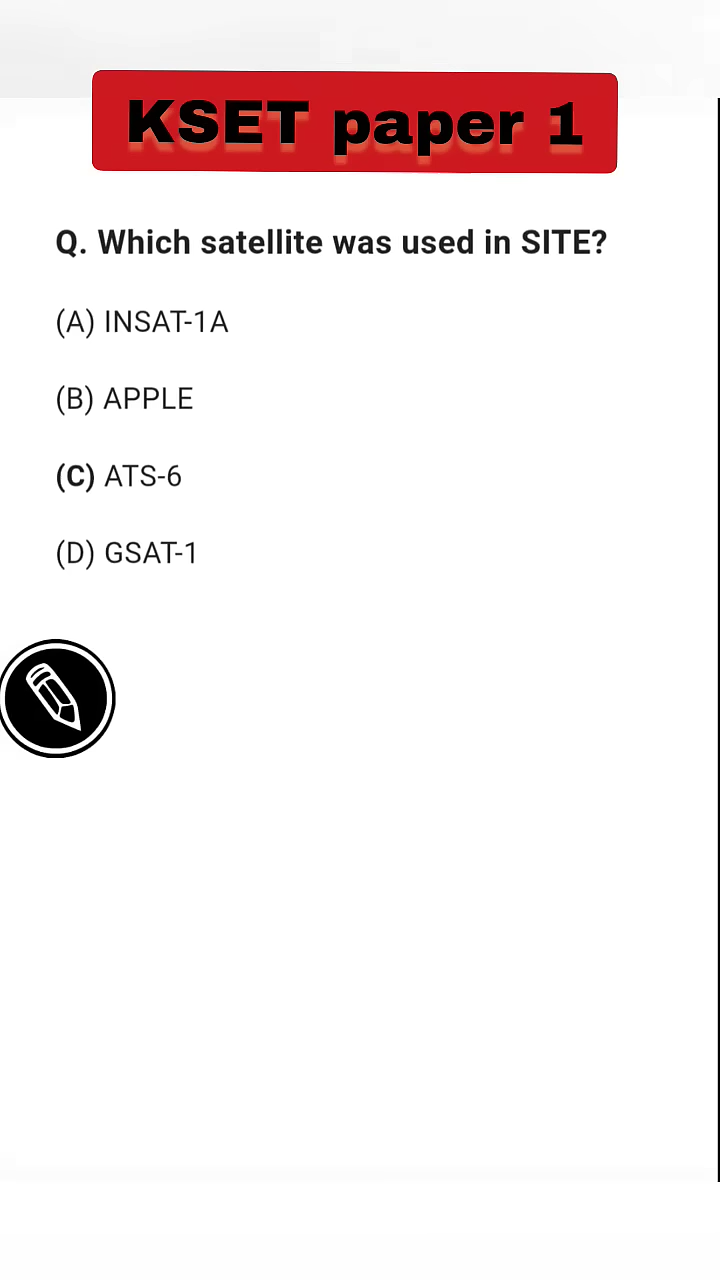 KSET paper 1
Q. Which satellite was used in SITE?
(A) INSAT-1A
(B) APPLE
(C) ATS-6
(D) GSAT-1